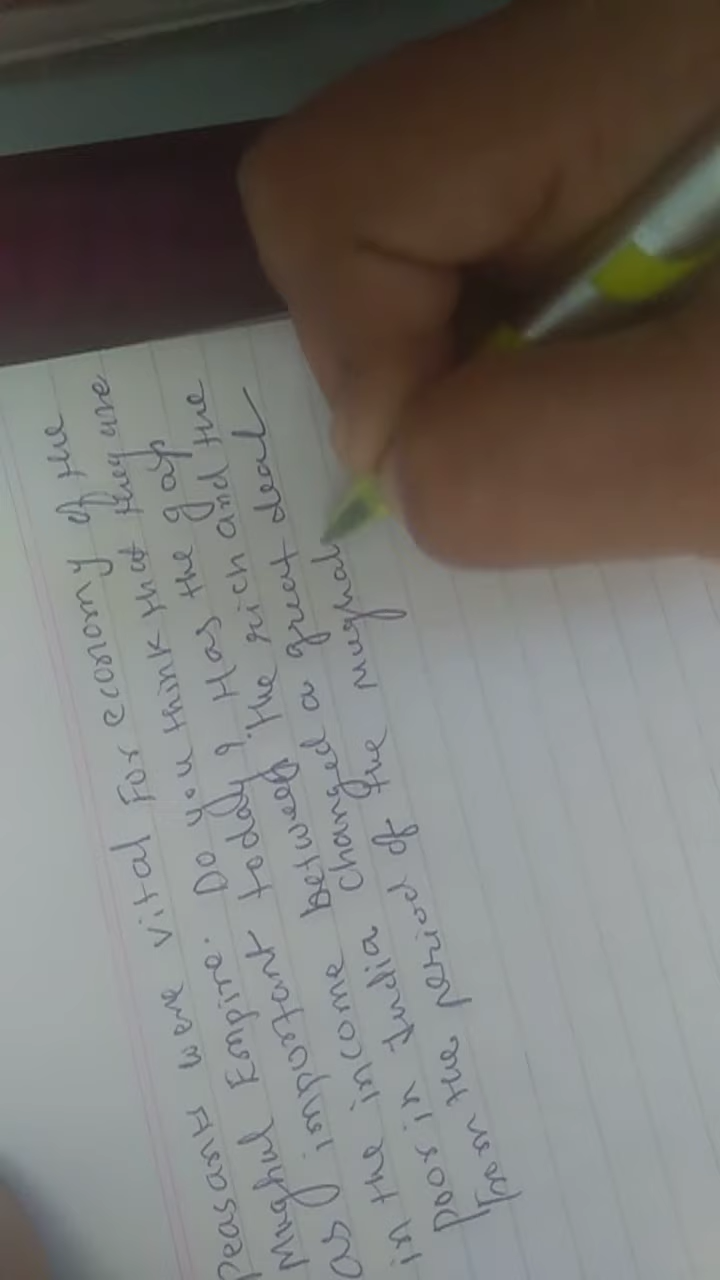 Peasants were vital For economy of the
Mughul Empire. Do you think that they are
as important today ? Has the gap
in the income between the rich and the
Poor in India changed a great deal
From the period of the mughal